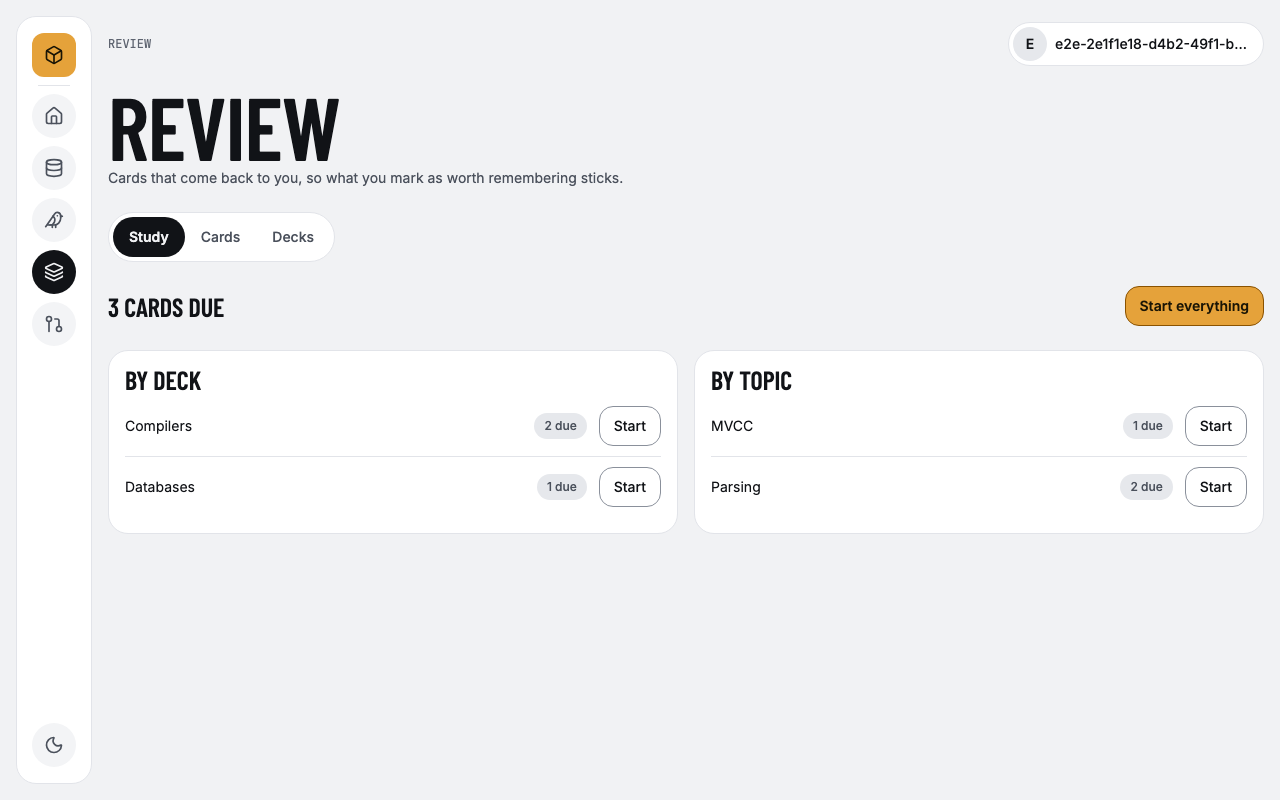 REVIEW
E e2e-2e1f1e18-d4b2-49f1-b...
REVIEW
Cards that come back to you, so what you mark as worth remembering sticks.
Study Cards Decks
3 CARDS DUE
Start everything
BY DECK
Compilers 2 due Start
Databases 1 due Start
BY TOPIC
MVCC 1 due Start
Parsing 2 due Start